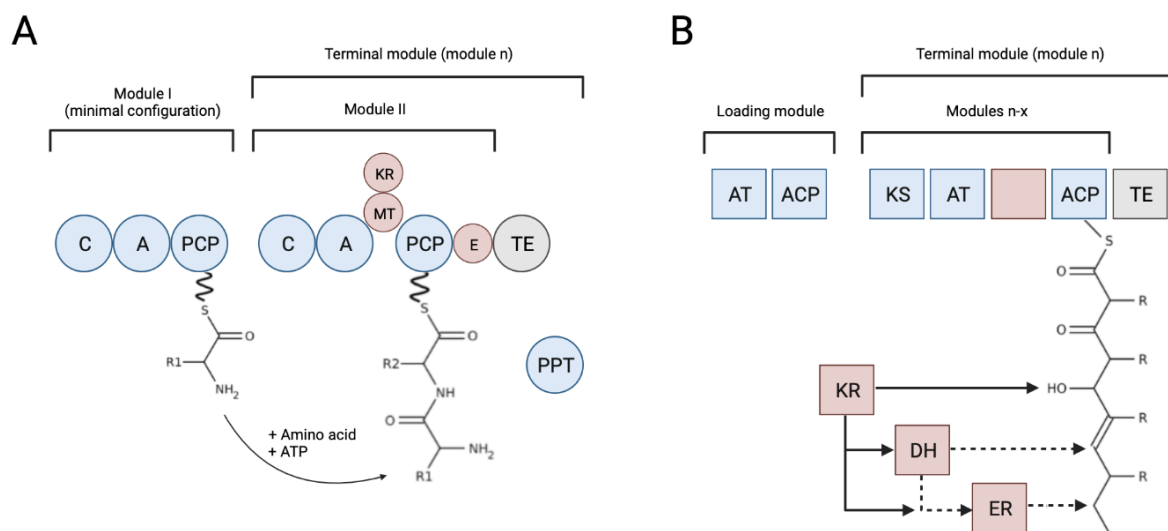 A
B
Terminal module (module n)
Module I
(minimal configuration)
Module II
KR
MT
C
A
PCP
C
A
PCP
E
TE
S
O
R1
NH2
S
O
R2
NH
O
NH2
R1
PPT
+ Amino acid
+ ATP
Terminal module (module n)
Loading module
Modules n-x
AT
ACP
KS
AT
ACP
TE
S
O
R
O
R
KR
HO
R
DH
R
ER